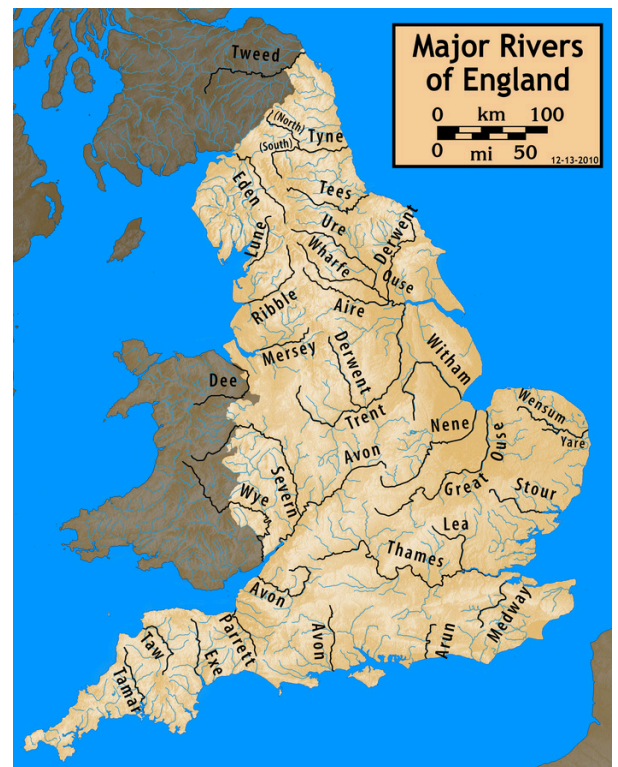 Major Rivers
of England
0 km 100
0 mi 50
12-13-2010
Tweed
(North)
Tyne
(South)
Eden
Tees
Lune
Ure
Derwent
Wharfe
Ouse
Ribble
Aire
Mersey
Derwent
Witham
Dee
Trent
Wensum
Nene
Ouse
Yare
Avon
Severn
Wye
Great
Stour
Lea
Thames
Avon
Medway
Parrett
Avon
Arun
Taw
Exe
Tamar